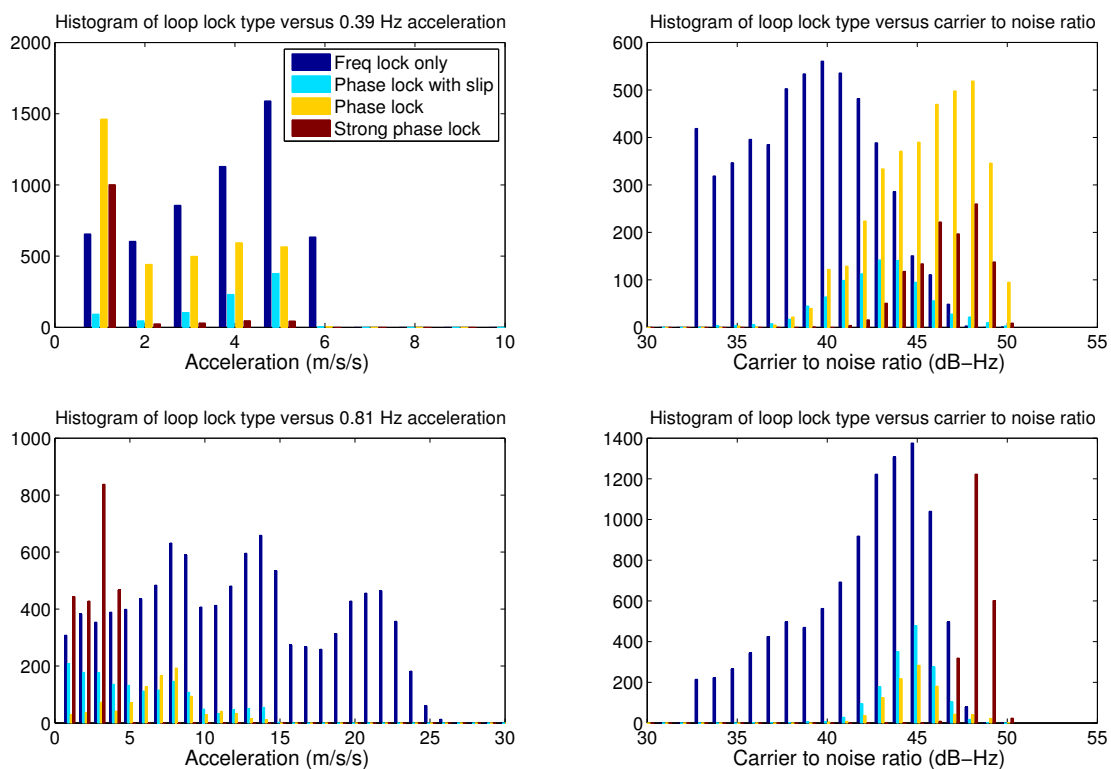 Histogram of loop lock type versus 0.39 Hz acceleration
2000
1500
1000
500
0
0 2 4 6 8 10
Acceleration (m/s/s)
Freq lock only
Phase lock with slip
Phase lock
Strong phase lock
Histogram of loop lock type versus carrier to noise ratio
600
500
400
300
200
100
0
30 35 40 45 50 55
Carrier to noise ratio (dB−Hz)
Histogram of loop lock type versus 0.81 Hz acceleration
1000
800
600
400
200
0
0 5 10 15 20 25 30
Acceleration (m/s/s)
Histogram of loop lock type versus carrier to noise ratio
1400
1200
1000
800
600
400
200
0
30 35 40 45 50 55
Carrier to noise ratio (dB−Hz)